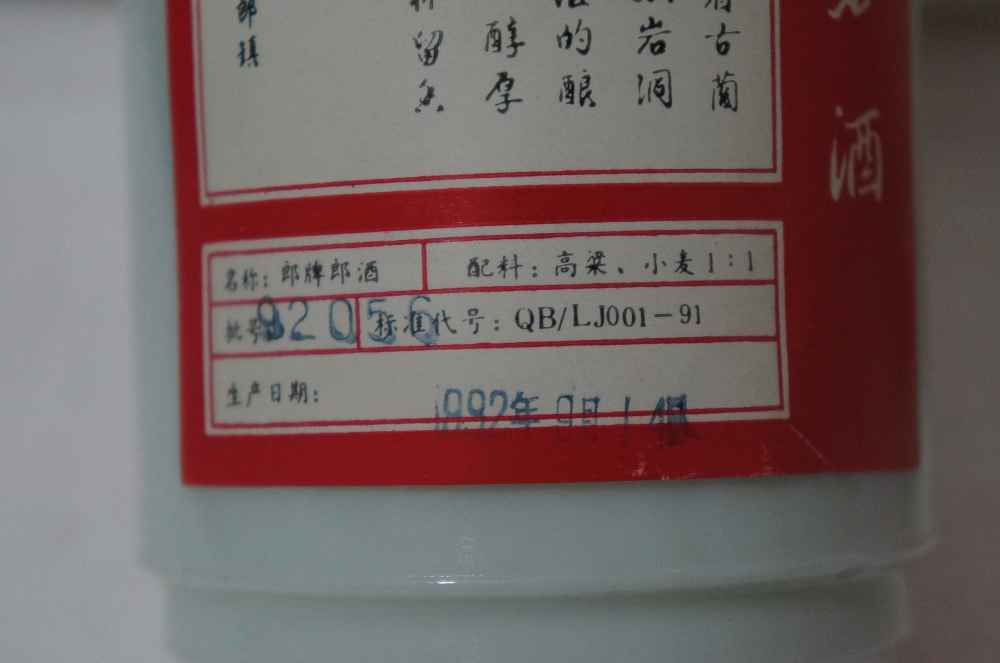 酒
古蔺
岩洞
的酿
醇厚
留
郎镇
名称：郎牌郎酒
配料：高粱、小麦1：1
批号 92056
标准代号：QB/LJ001-91
生产日期：
1992年9月14日